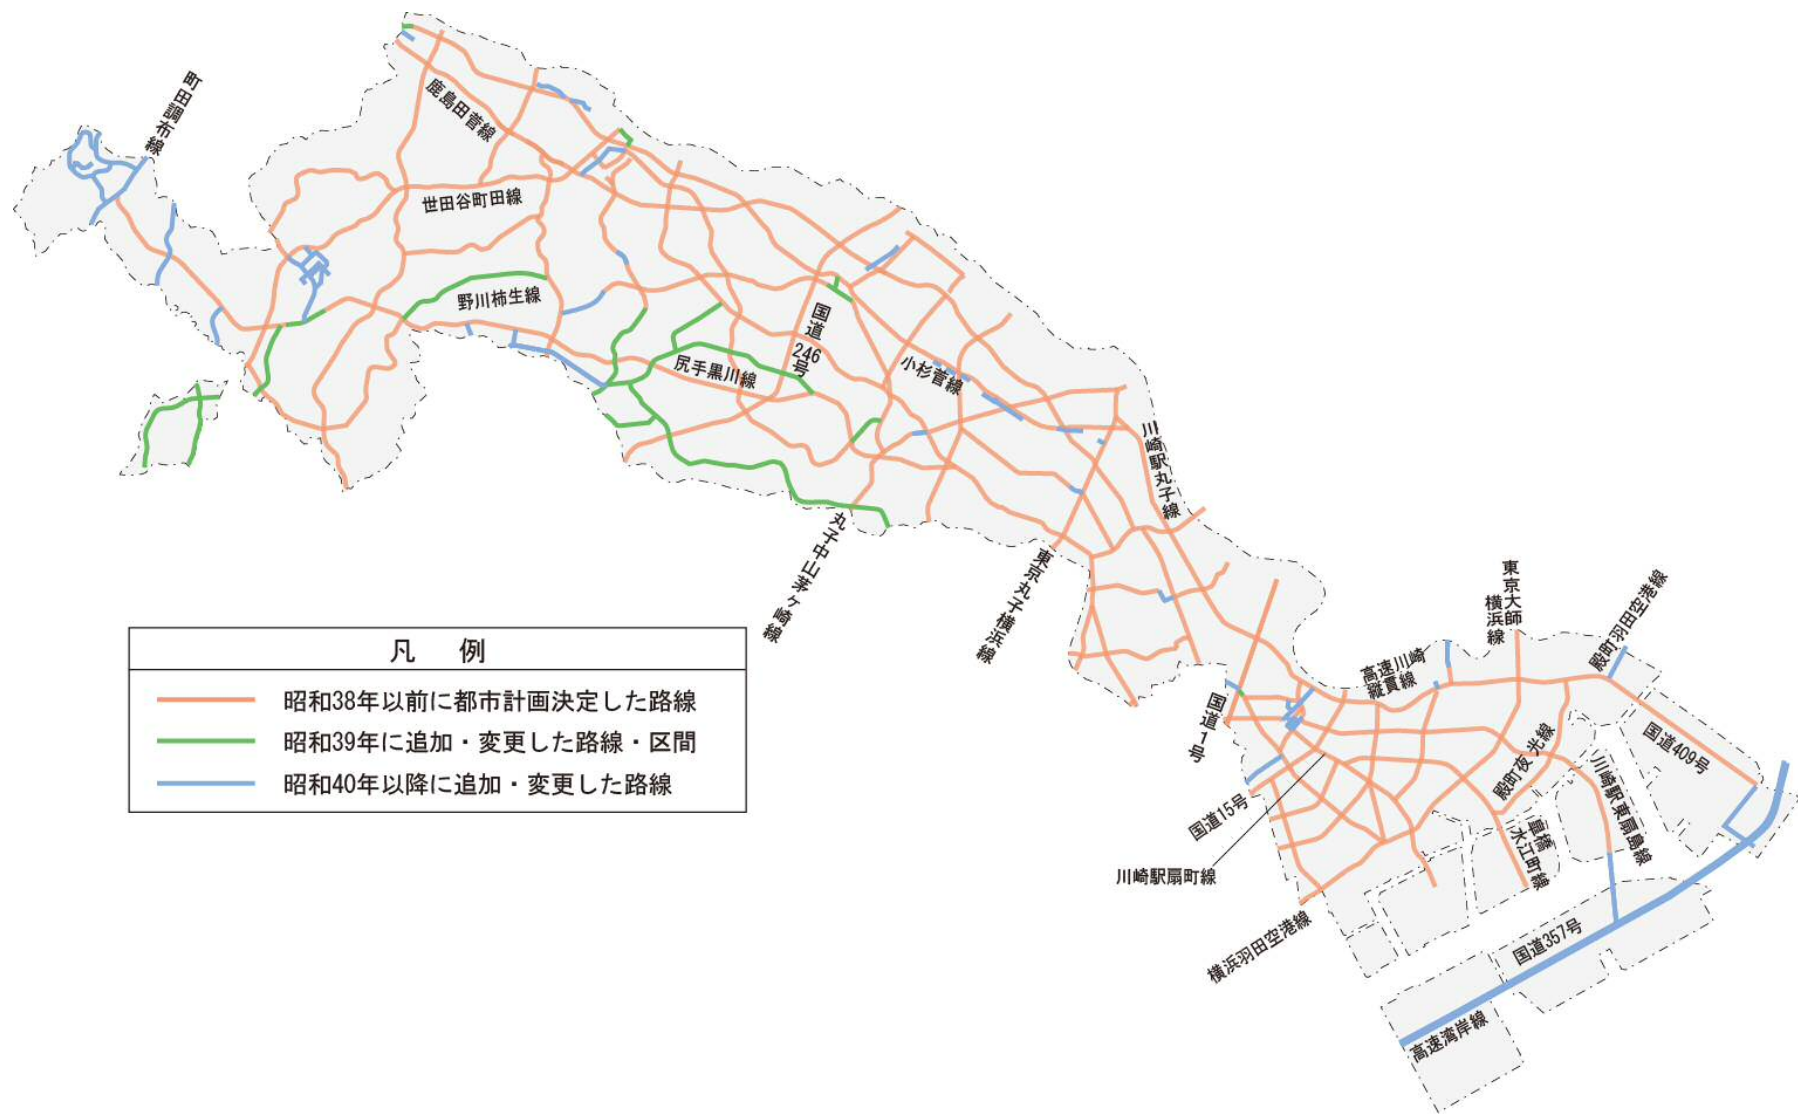 町田調布線
鹿島田菅線
世田谷町田線
野川柿生線
国道246号
尻手黒川線
小杉菅線
川崎駅丸子線
丸子中山茅ヶ崎線
東京丸子横浜線
東京大師横浜線
殿町羽田空港線
高速川崎縦貫線
国道1号
国道409号
殿町夜光線
川崎駅東扇島線
国道15号
皐橋水江町線
川崎駅扇町線
横浜羽田空港線
国道357号
高速湾岸線
凡　例
昭和38年以前に都市計画決定した路線
昭和39年に追加・変更した路線・区間
昭和40年以降に追加・変更した路線